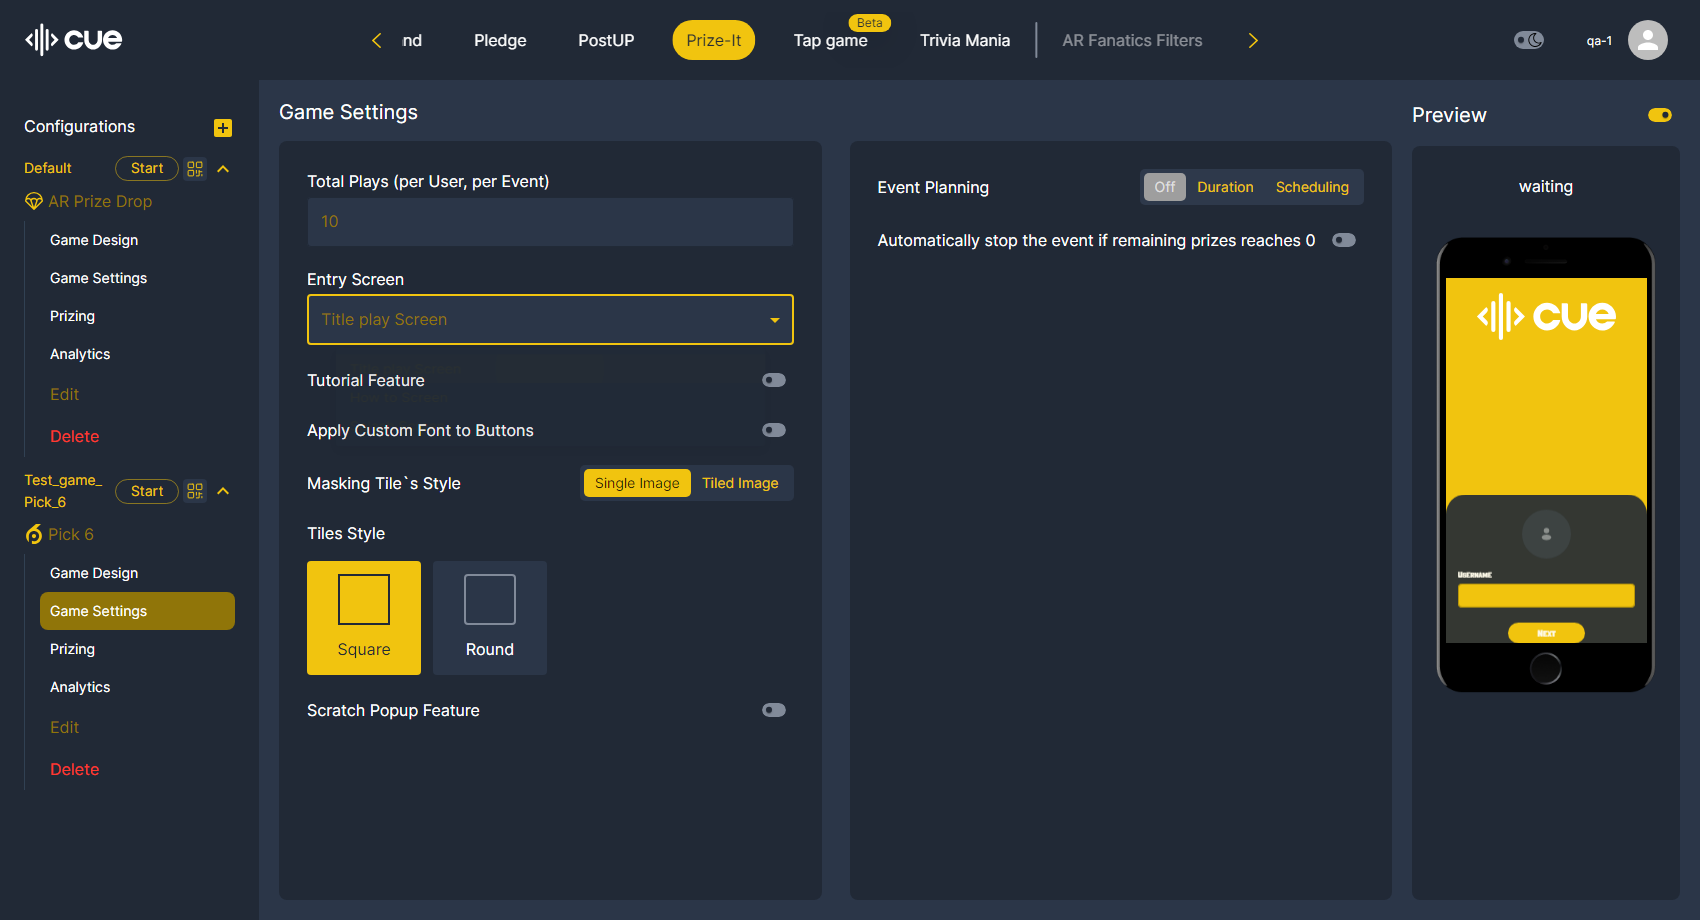 cue
nd
Pledge
PostUP
Prize-It
Beta
Tap game
Trivia Mania
AR Fanatics Filters
qa-1
Configurations
Default
Start
AR Prize Drop
Game Design
Game Settings
Prizing
Analytics
Edit
Delete
Test_game_
Pick_6
Start
Pick 6
Game Design
Game Settings
Prizing
Analytics
Edit
Delete
Game Settings
Total Plays (per User, per Event)
10
Entry Screen
Title play Screen
Tutorial Feature
Apply Custom Font to Buttons
Masking Tile`s Style
Single Image
Tiled Image
Tiles Style
Square
Round
Scratch Popup Feature
Event Planning
Off
Duration
Scheduling
Automatically stop the event if remaining prizes reaches 0
Preview
waiting
cue
Username
Next